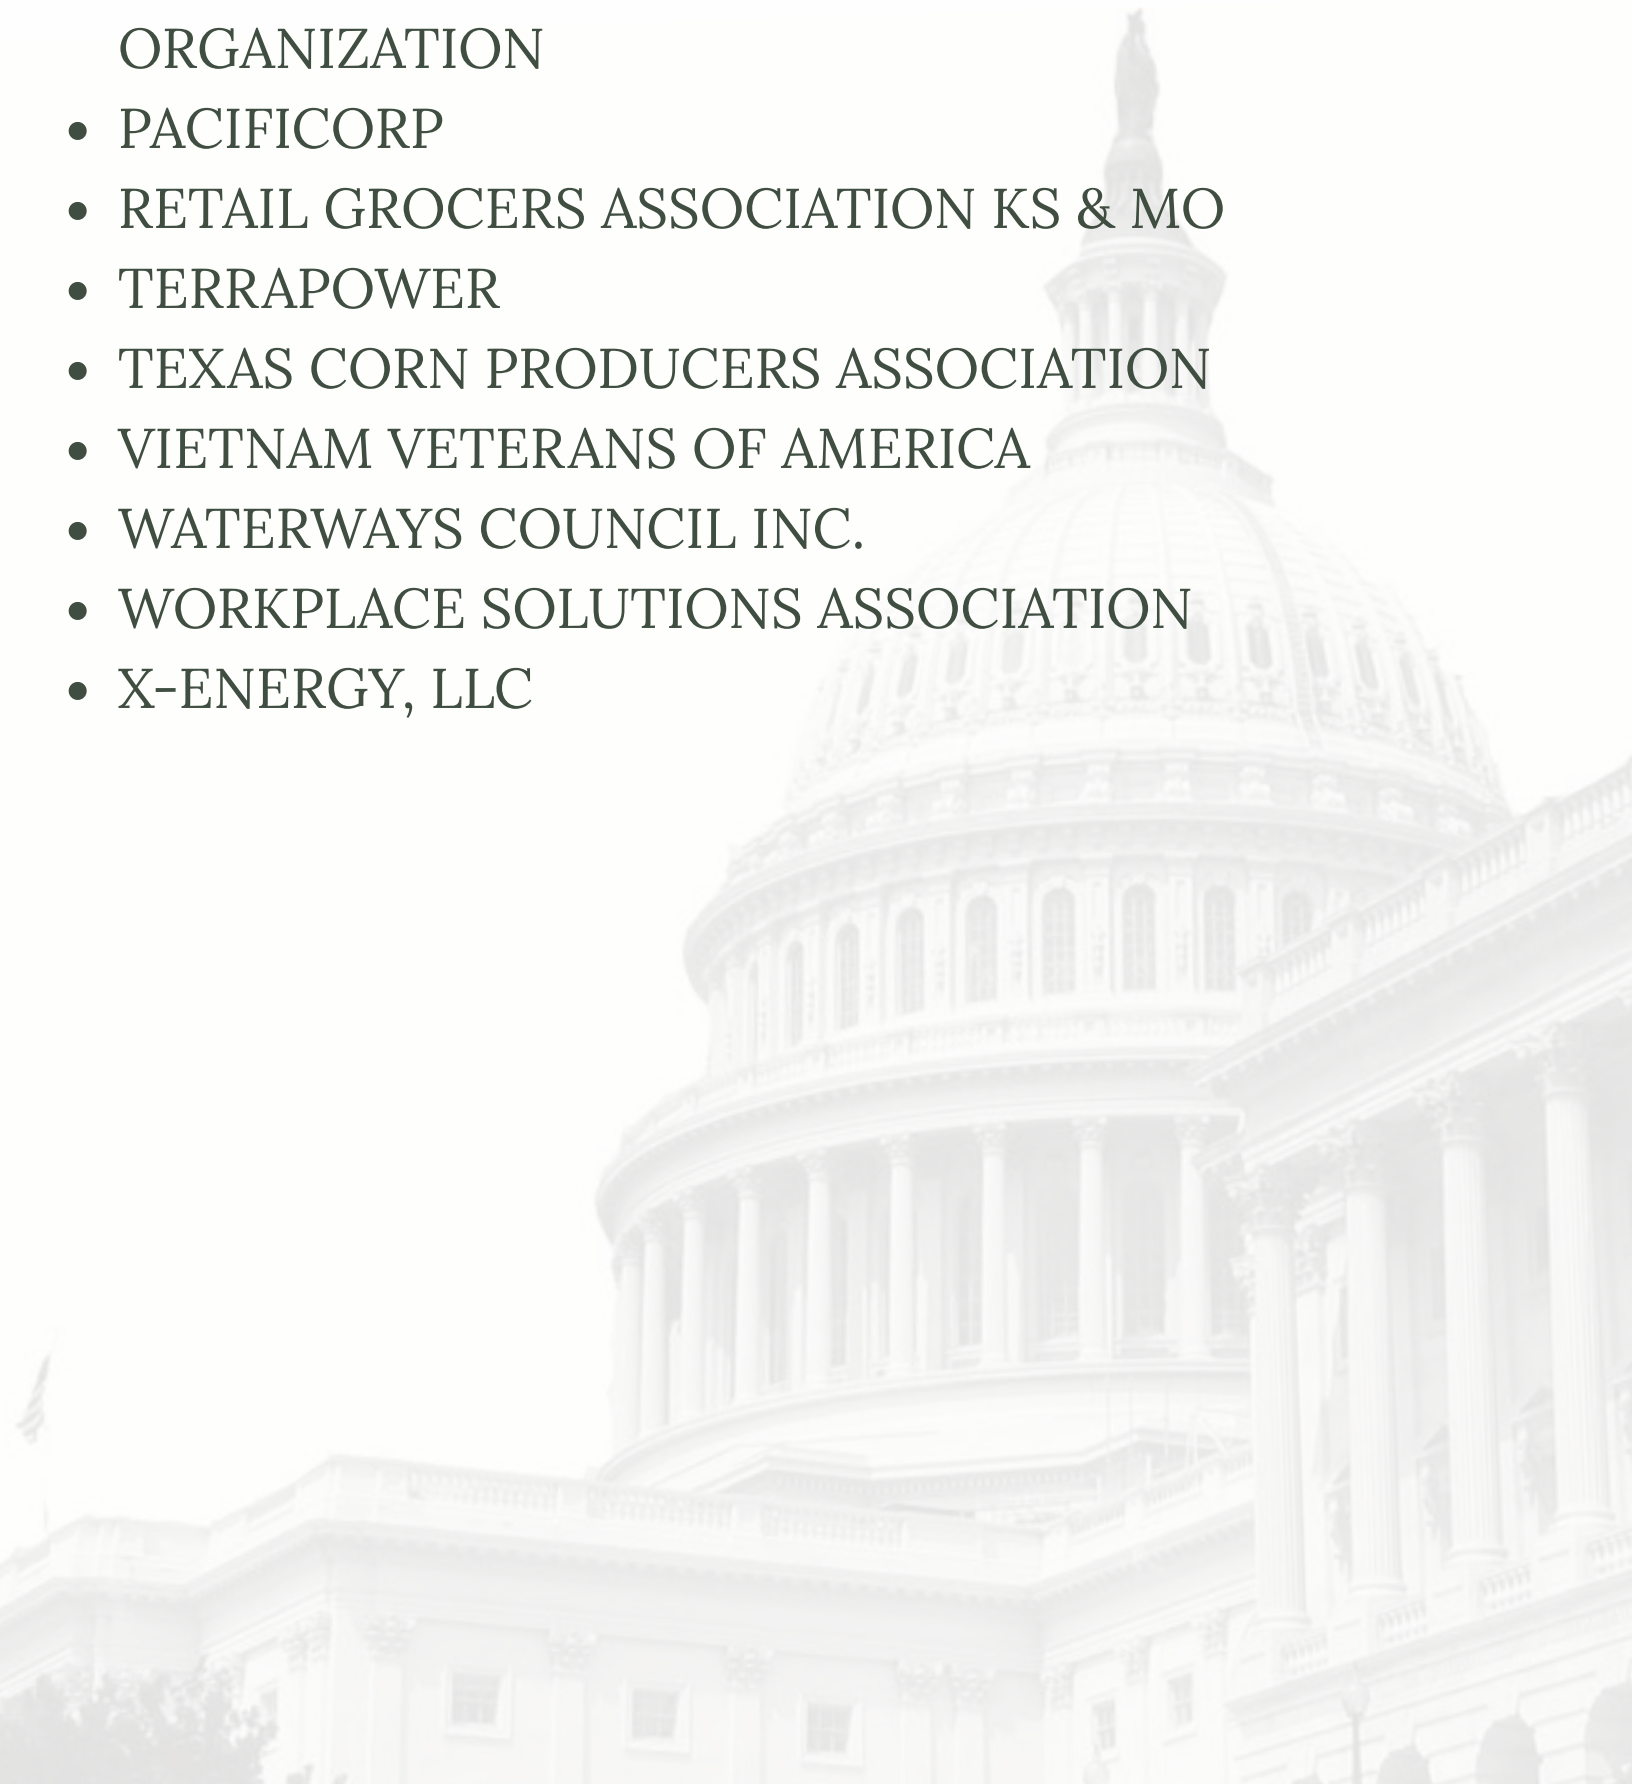 ORGANIZATION
• PACIFICORP
• RETAIL GROCERS ASSOCIATION KS & MO
• TERRAPOWER
• TEXAS CORN PRODUCERS ASSOCIATION
• VIETNAM VETERANS OF AMERICA
• WATERWAYS COUNCIL INC.
• WORKPLACE SOLUTIONS ASSOCIATION
• X-ENERGY, LLC